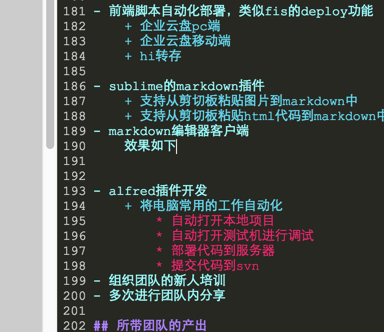 181 - 前端脚本自动化部署，类似fis的deploy功能
182 + 企业云盘pc端
183 + 企业云盘移动端
184 + hi转存
185
186 - sublime的markdown插件
187 + 支持从剪切板粘贴图片到markdown中
188 + 支持从剪切板粘贴html代码到markdown中
189 - markdown编辑器客户端
190 效果如下
191
192
193 - alfred插件开发
194 + 将电脑常用的工作自动化
195 * 自动打开本地项目
196 * 自动打开测试机进行调试
197 * 部署代码到服务器
198 * 提交代码到svn
199 - 组织团队的新人培训
200 - 多次进行团队内分享
201
202 ## 所带团队的产出